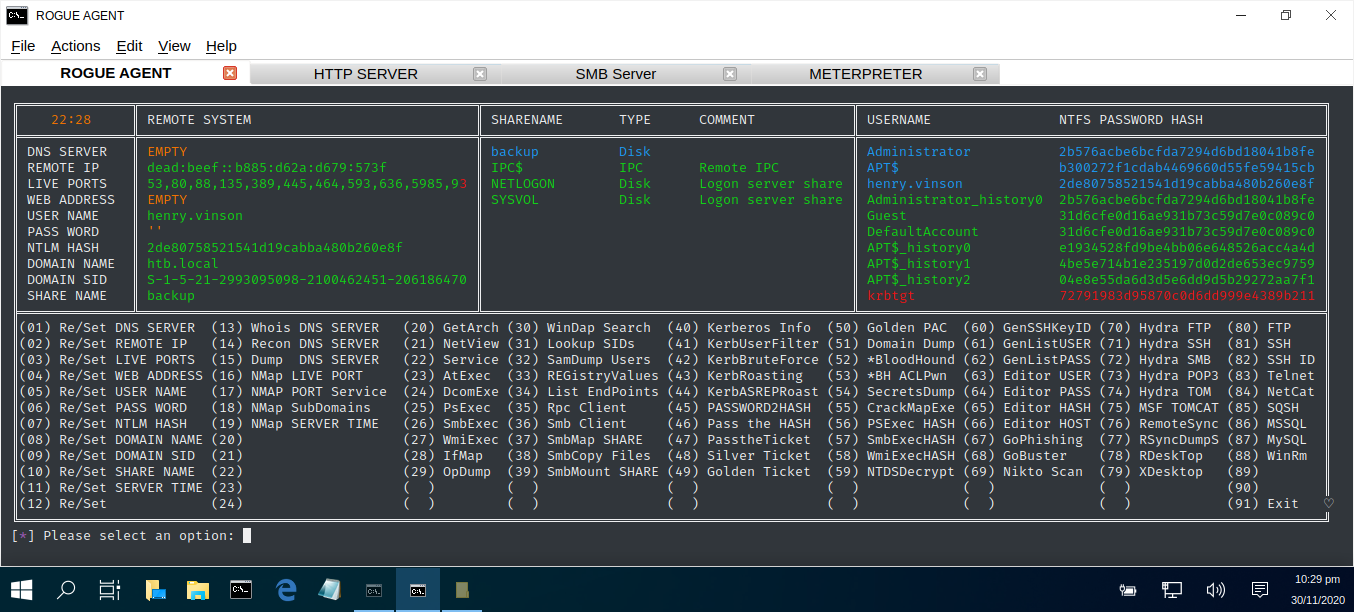 ROGUE AGENT
File Actions Edit View Help
ROGUE AGENT HTTP SERVER SMB Server METERPRETER
22:28 REMOTE SYSTEM SHARENAME TYPE COMMENT USERNAME NTFS PASSWORD HASH
DNS SERVER EMPTY backup Disk Administrator 2b576acbe6bcfda7294d6bd18041b8fe
REMOTE IP dead:beef::b885:d62a:d679:573f IPC$ IPC Remote IPC APT$ b300272f1cdab4469660d55fe59415cb
LIVE PORTS 53,80,88,135,389,445,464,593,636,5985,93 NETLOGON Disk Logon server share henry.vinson 2de80758521541d19cabba480b260e8f
WEB ADDRESS EMPTY SYSVOL Disk Logon server share Administrator_history0 2b576acbe6bcfda7294d6bd18041b8fe
USER NAME henry.vinson Guest 31d6cfe0d16ae931b73c59d7e0c089c0
PASS WORD '' DefaultAccount 31d6cfe0d16ae931b73c59d7e0c089c0
NTLM HASH 2de80758521541d19cabba480b260e8f APT$_history0 e1934528fd9be4bb06e648526acc4a4d
DOMAIN NAME htb.local APT$_history1 4be5e714b1e235197d0d2de653ec9759
DOMAIN SID S-1-5-21-2993095098-2100462451-206186470 APT$_history2 04e8e55da6d3d5e6dd9d5b29272aa7f1
SHARE NAME backup krbtgt 72791983d95870c0d6dd999e4389b211
(01) Re/Set DNS SERVER (13) Whois DNS SERVER (20) GetArch (30) WinDap Search (40) Kerberos Info (50) Golden PAC (60) GenSSHKeyID (70) Hydra FTP (80) FTP
(02) Re/Set REMOTE IP (14) Recon DNS SERVER (21) NetView (31) Lookup SIDs (41) KerbUserFilter (51) Domain Dump (61) GenListUSER (71) Hydra SSH (81) SSH
(03) Re/Set LIVE PORTS (15) Dump DNS SERVER (22) Service (32) SamDump Users (42) KerbBruteForce (52) *BloodHound (62) GenListPASS (72) Hydra SMB (82) SSH ID
(04) Re/Set WEB ADDRESS (16) NMap LIVE PORT (23) AtExec (33) REGistryValues (43) KerbRoasting (53) *BH ACLPwn (63) Editor USER (73) Hydra POP3 (83) Telnet
(05) Re/Set USER NAME (17) NMAP PORT Service (24) DcomExe (34) List EndPoints (44) KerbASREPRoast (54) SecretsDump (64) Editor PASS (74) Hydra TOM (84) NetCat
(06) Re/Set PASS WORD (18) NMap SubDomains (25) PsExec (35) Rpc Client (45) PASSWORD2HASH (55) CrackMapExe (65) Editor HASH (75) MSF TOMCAT (85) SQSH
(07) Re/Set NTLM HASH (19) NMap SERVER TIME (26) SmbExec (36) Smb Client (46) Pass the HASH (56) PSExec HASH (66) Editor HOST (76) RemoteSync (86) MSSQL
(08) Re/Set DOMAIN NAME (20) (27) WmiExec (37) SmbMap SHARE (47) PasstheTicket (57) SmbExecHASH (67) GoPhishing (77) RSyncDumpS (87) MySQL
(09) Re/Set DOMAIN SID (21) (28) IfMap (38) SmbCopy Files (48) Silver Ticket (58) WmiExecHASH (68) GoBuster (78) RDeskTop (88) WinRm
(10) Re/Set SHARE NAME (22) (29) OpDump (39) SmbMount SHARE (49) Golden Ticket (59) NTDSDecrypt (69) Nikto Scan (79) XDesktop (89)
(11) Re/Set SERVER TIME (23) ( ) ( ) ( ) ( ) ( ) ( ) (90)
(12) Re/Set (24) ( ) ( ) ( ) ( ) ( ) ( ) (91) Exit ♡
[*] Please select an option:
10:29 pm
30/11/2020